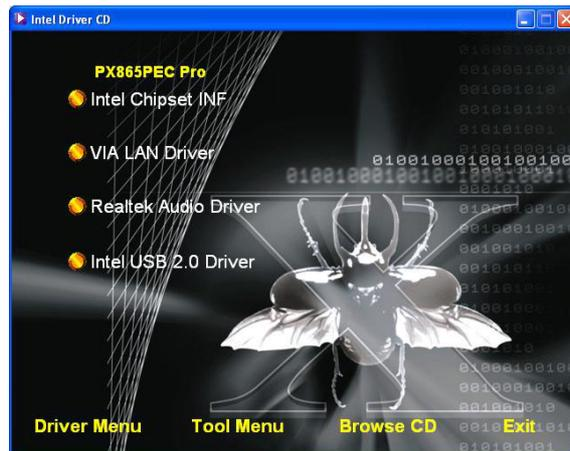 Intel Driver CD
PX865PEC Pro
Intel Chipset INF
VIA LAN Driver
Realtek Audio Driver
Intel USB 2.0 Driver
Driver Menu Tool Menu Browse CD Exit